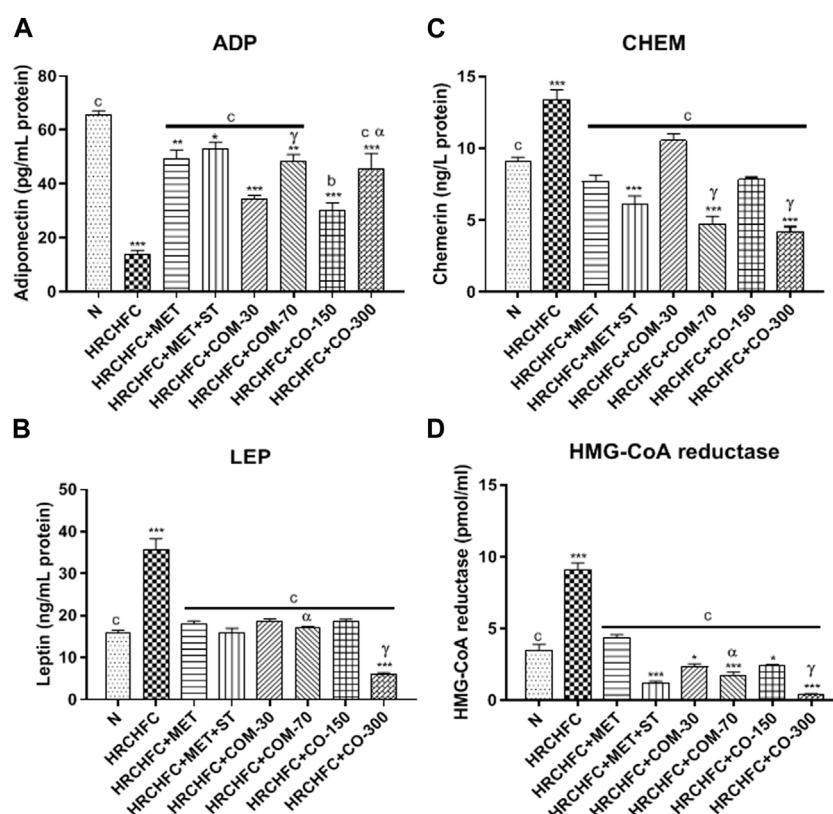 A
ADP
Adiponectin (pg/mL protein)
80
60
40
20
0
c
***
c
**
*
***
γ
**
b
***
c α
***
N
HRCHFC
HRCHFC+MET
HRCHFC+MET+ST
HRCHFC+COM-30
HRCHFC+COM-70
HRCHFC+CO-150
HRCHFC+CO-300
C
CHEM
Chemerin (ng/L protein)
15
10
5
0
c
***
c
***
γ
***
γ
***
N
HRCHFC
HRCHFC+MET
HRCHFC+MET+ST
HRCHFC+COM-30
HRCHFC+COM-70
HRCHFC+CO-150
HRCHFC+CO-300
B
LEP
Leptin (ng/mL protein)
50
40
30
20
10
0
c
***
c
α
γ
***
N
HRCHFC
HRCHFC+MET
HRCHFC+MET+ST
HRCHFC+COM-30
HRCHFC+COM-70
HRCHFC+CO-150
HRCHFC+CO-300
D
HMG-CoA reductase
HMG-CoA reductase (pmol/ml)
15
10
5
0
c
***
c
***
*
α
***
*
γ
***
N
HRCHFC
HRCHFC+MET
HRCHFC+MET+ST
HRCHFC+COM-30
HRCHFC+COM-70
HRCHFC+CO-150
HRCHFC+CO-300